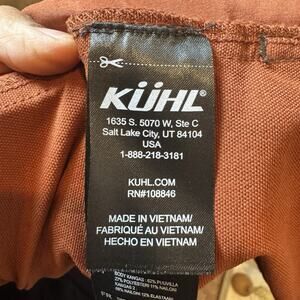 KÜHL®
1635 S. 5070 W, Ste C
Salt Lake City, UT 84104
USA
1-888-218-3181
KUHL.COM
RN#108846
MADE IN VIETNAM/
FABRIQUÉ AU VIETNAM/
HECHO EN VIETNAM